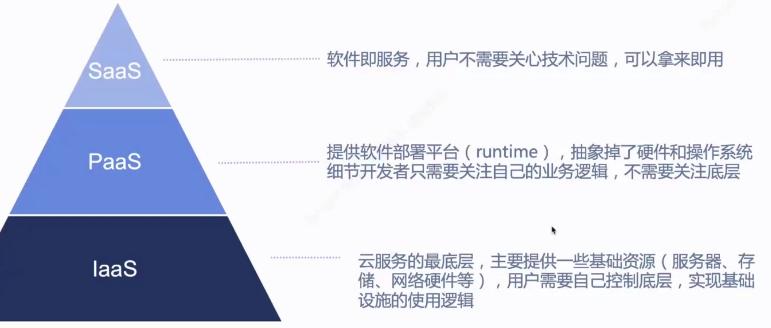 SaaS
软件即服务，用户不需要关心技术问题，可以拿来即用
PaaS
提供软件部署平台（runtime），抽象掉了硬件和操作系统
细节开发者只需要关注自己的业务逻辑，不需要关注底层
IaaS
云服务的最底层，主要提供一些基础资源（服务器、存
储、网络硬件等），用户需要自己控制底层，实现基础
设施的使用逻辑